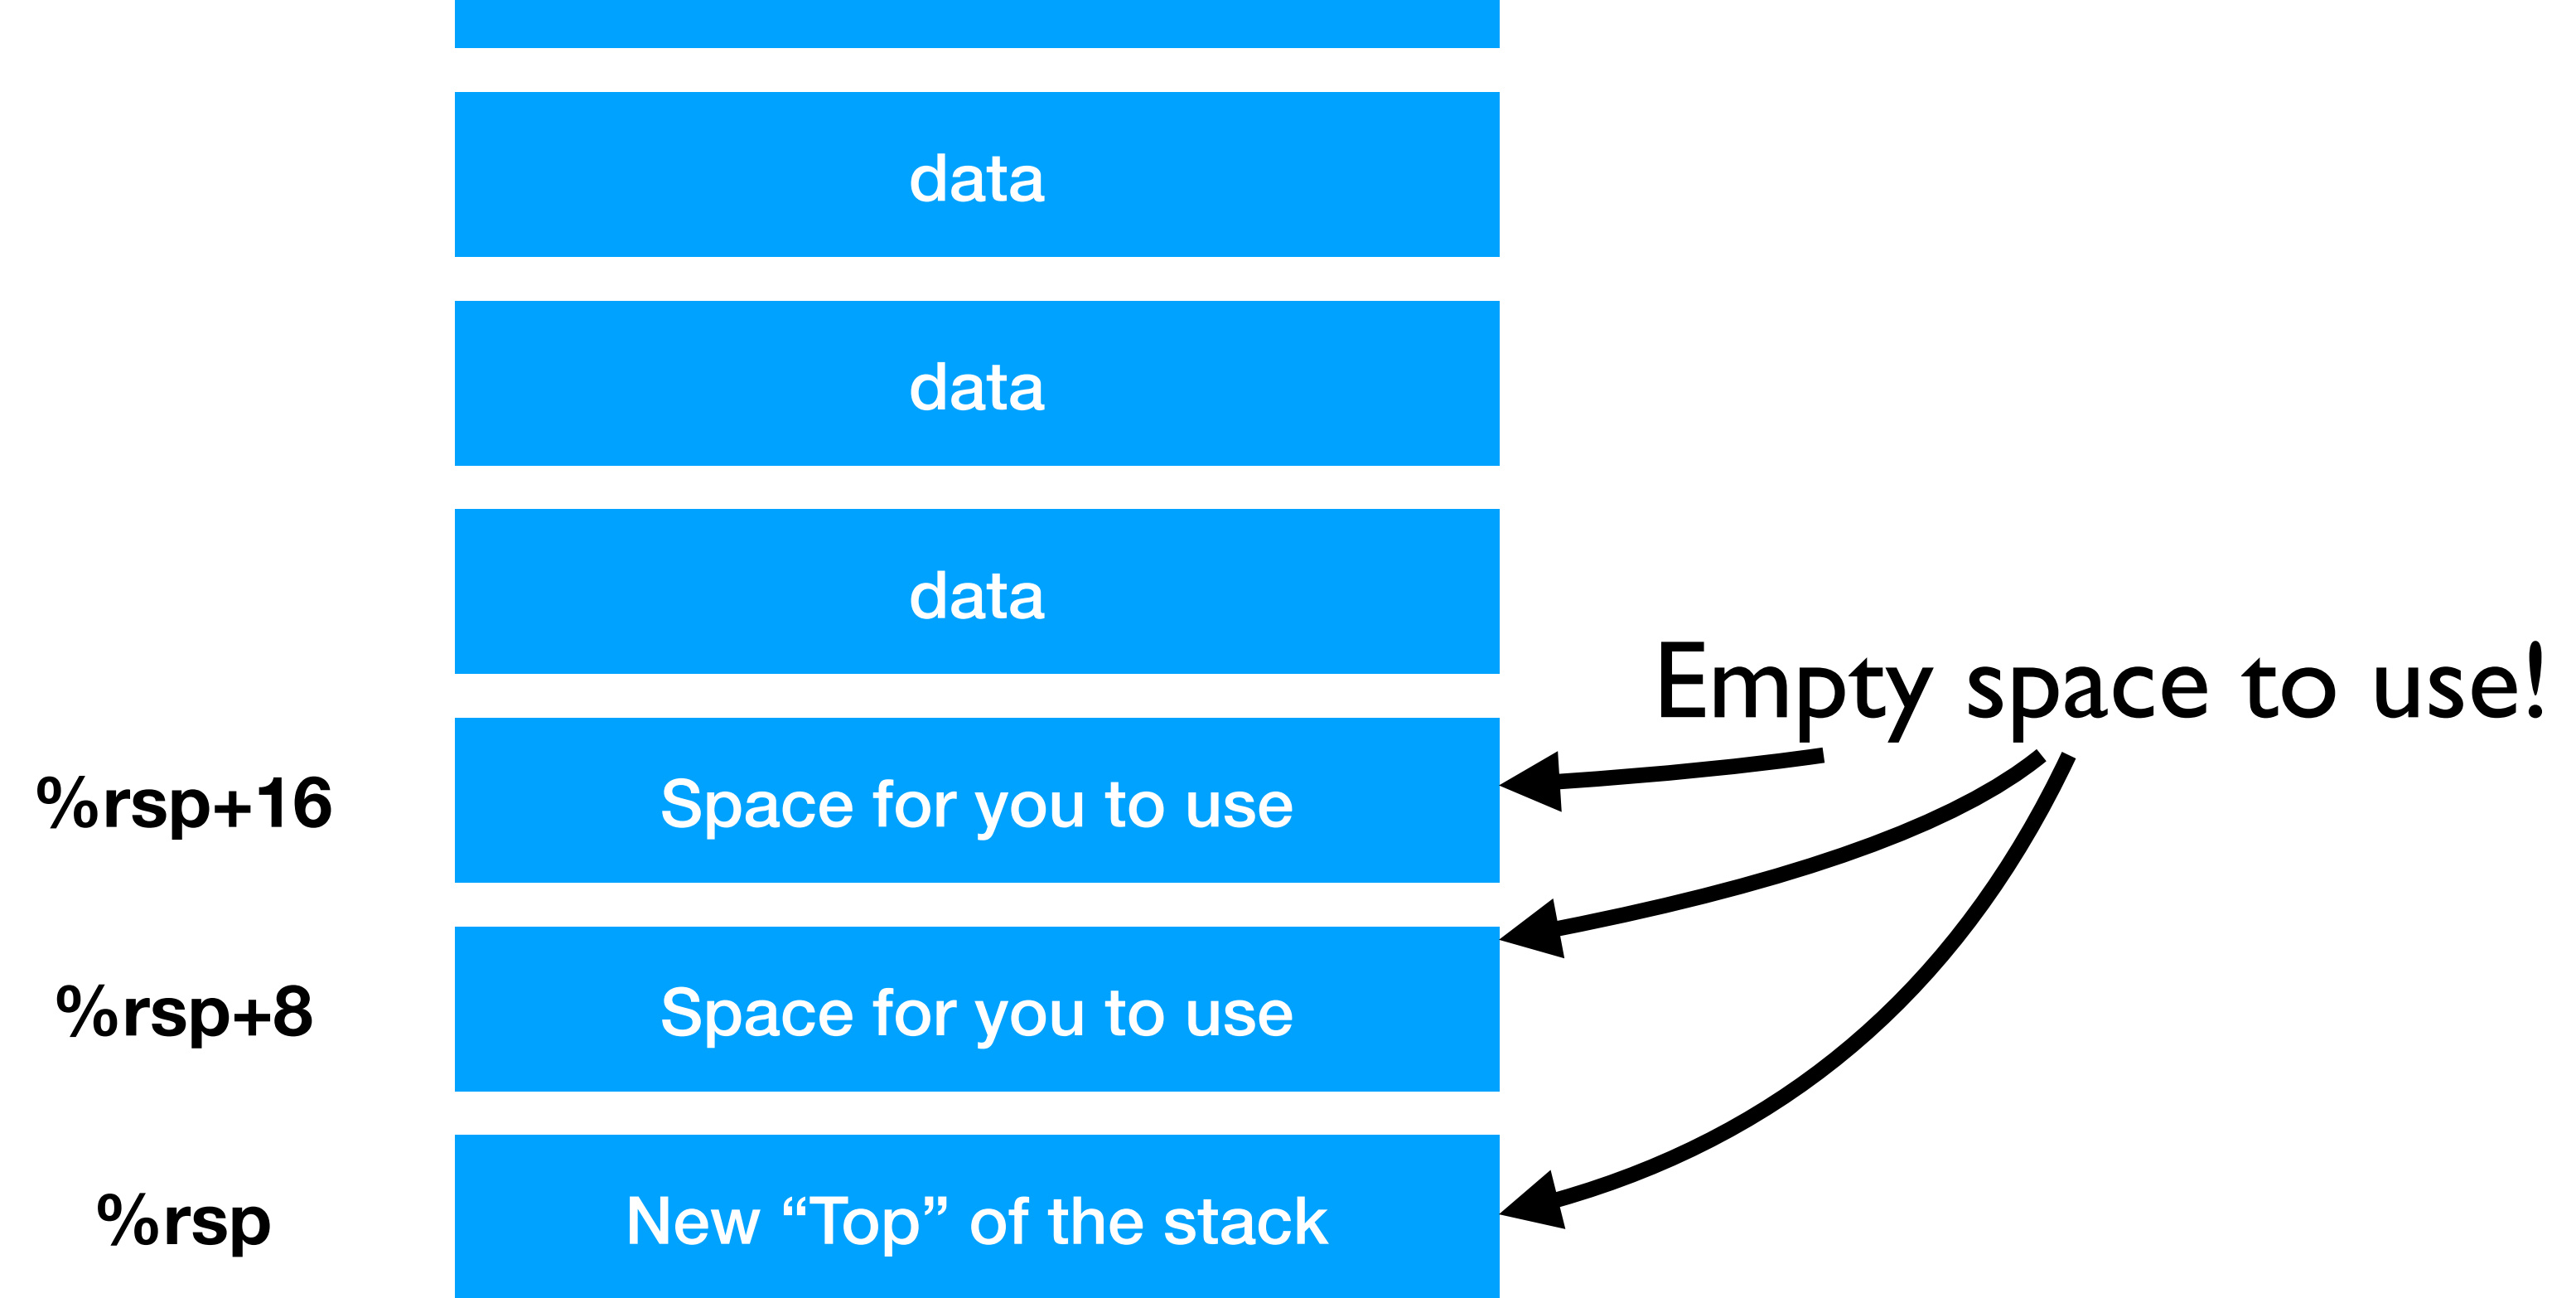 data
data
data
Empty space to use!
%rsp+16 Space for you to use
%rsp+8 Space for you to use
%rsp New “Top” of the stack